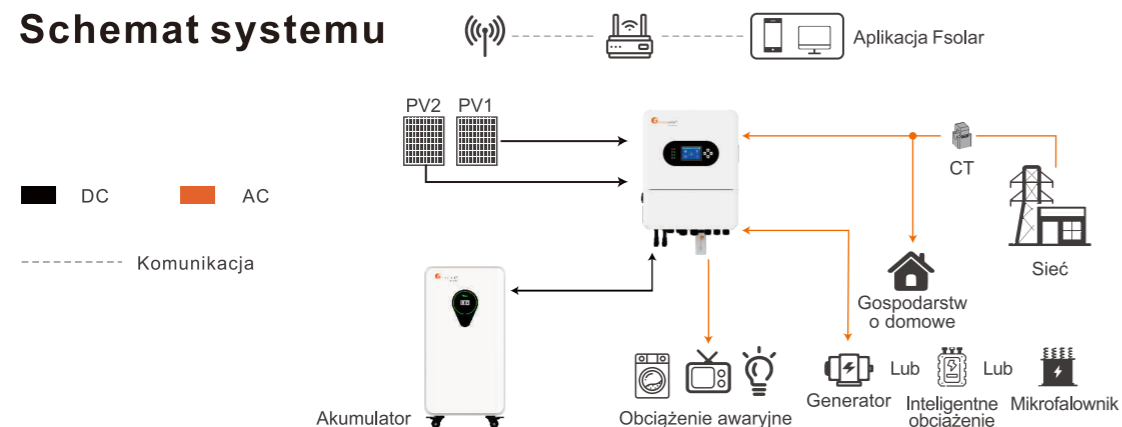 Schemat systemu
Aplikacja Fsolar
PV2 PV1
DC AC
CT
Komunikacja
Sieć
Gospodarstw
o domowe
Akumulator
Obciążenie awaryjne
Generator
Lub
Inteligentne
obciążenie
Lub
Mikrofalownik